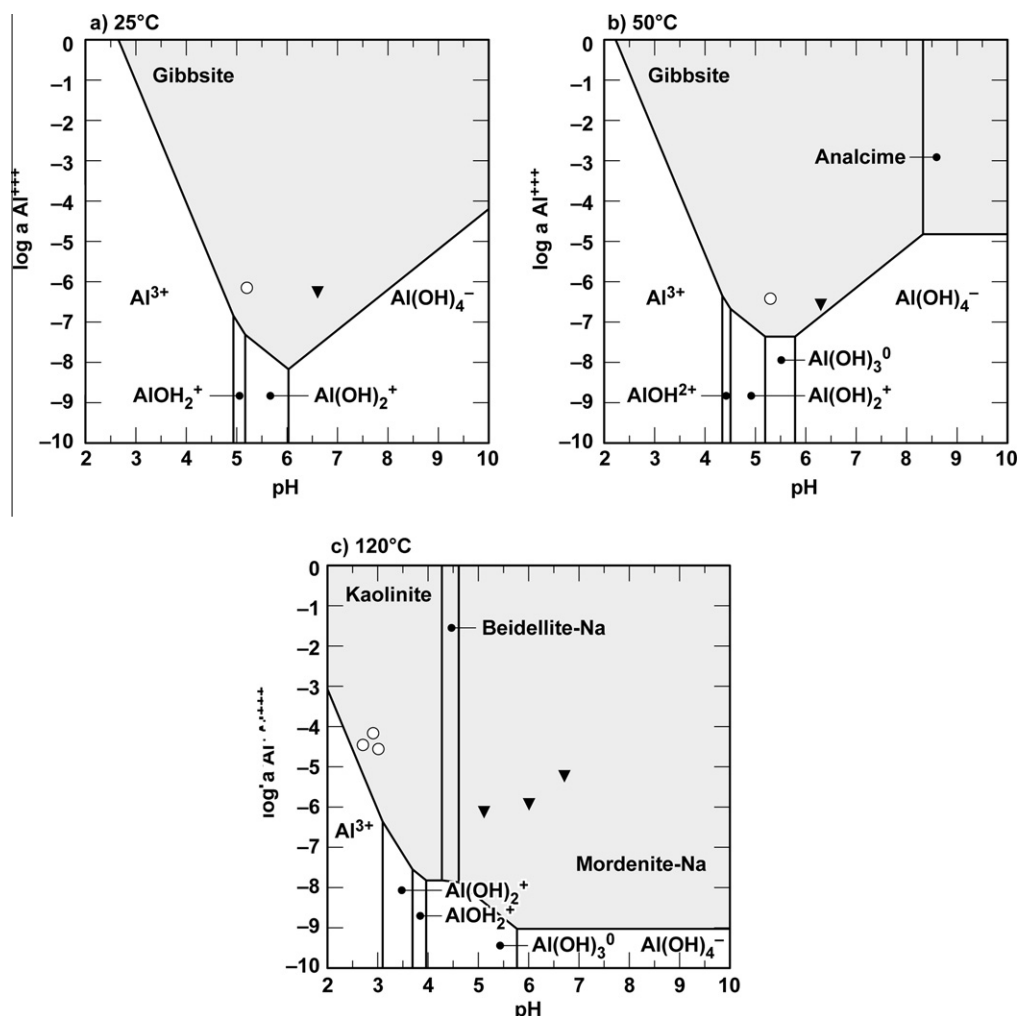 a) 25°C
0
–1
–2
–3
–4
–5
–6
–7
–8
–9
–10
log a Al+++
Gibbsite
Al³⁺
Al(OH)₄⁻
AlOH₂⁺
Al(OH)₂⁺
2 3 4 5 6 7 8 9 10
pH
b) 50°C
0
–1
–2
–3
–4
–5
–6
–7
–8
–9
–10
log a Al+++
Gibbsite
Analcime
Al³⁺
Al(OH)₄⁻
Al(OH)₃⁰
AlOH²⁺
Al(OH)₂⁺
2 3 4 5 6 7 8 9 10
pH
c) 120°C
0
–1
–2
–3
–4
–5
–6
–7
–8
–9
–10
Kaolinite
Beidellite-Na
Al³⁺
Mordenite-Na
Al(OH)₂⁺
AlOH₂⁺
Al(OH)₃⁰
Al(OH)₄⁻
2 3 4 5 6 7 8 9 10
pH